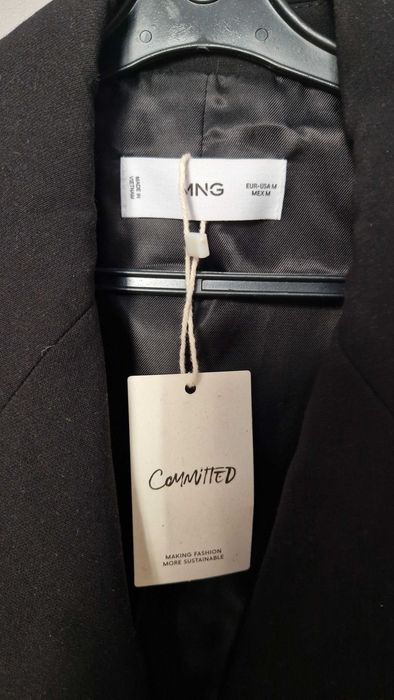 MADE IN
VIETNAM
MNG
EUR-USA M
MEX M
Committed
MAKING FASHION
MORE SUSTAINABLE